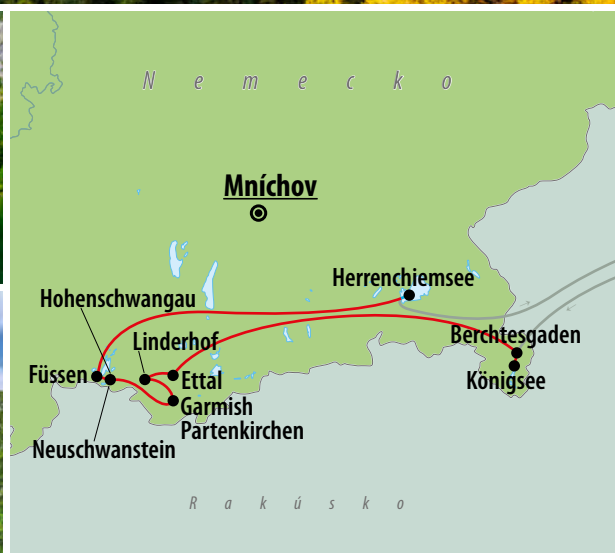 N e m e c k o
Mníchov
Herrenchiemsee
Hohenschwangau
Linderhof
Berchtesgaden
Füssen
Ettal
Königsee
Garmish
Partenkirchen
Neuschwanstein
R a k ú s k o